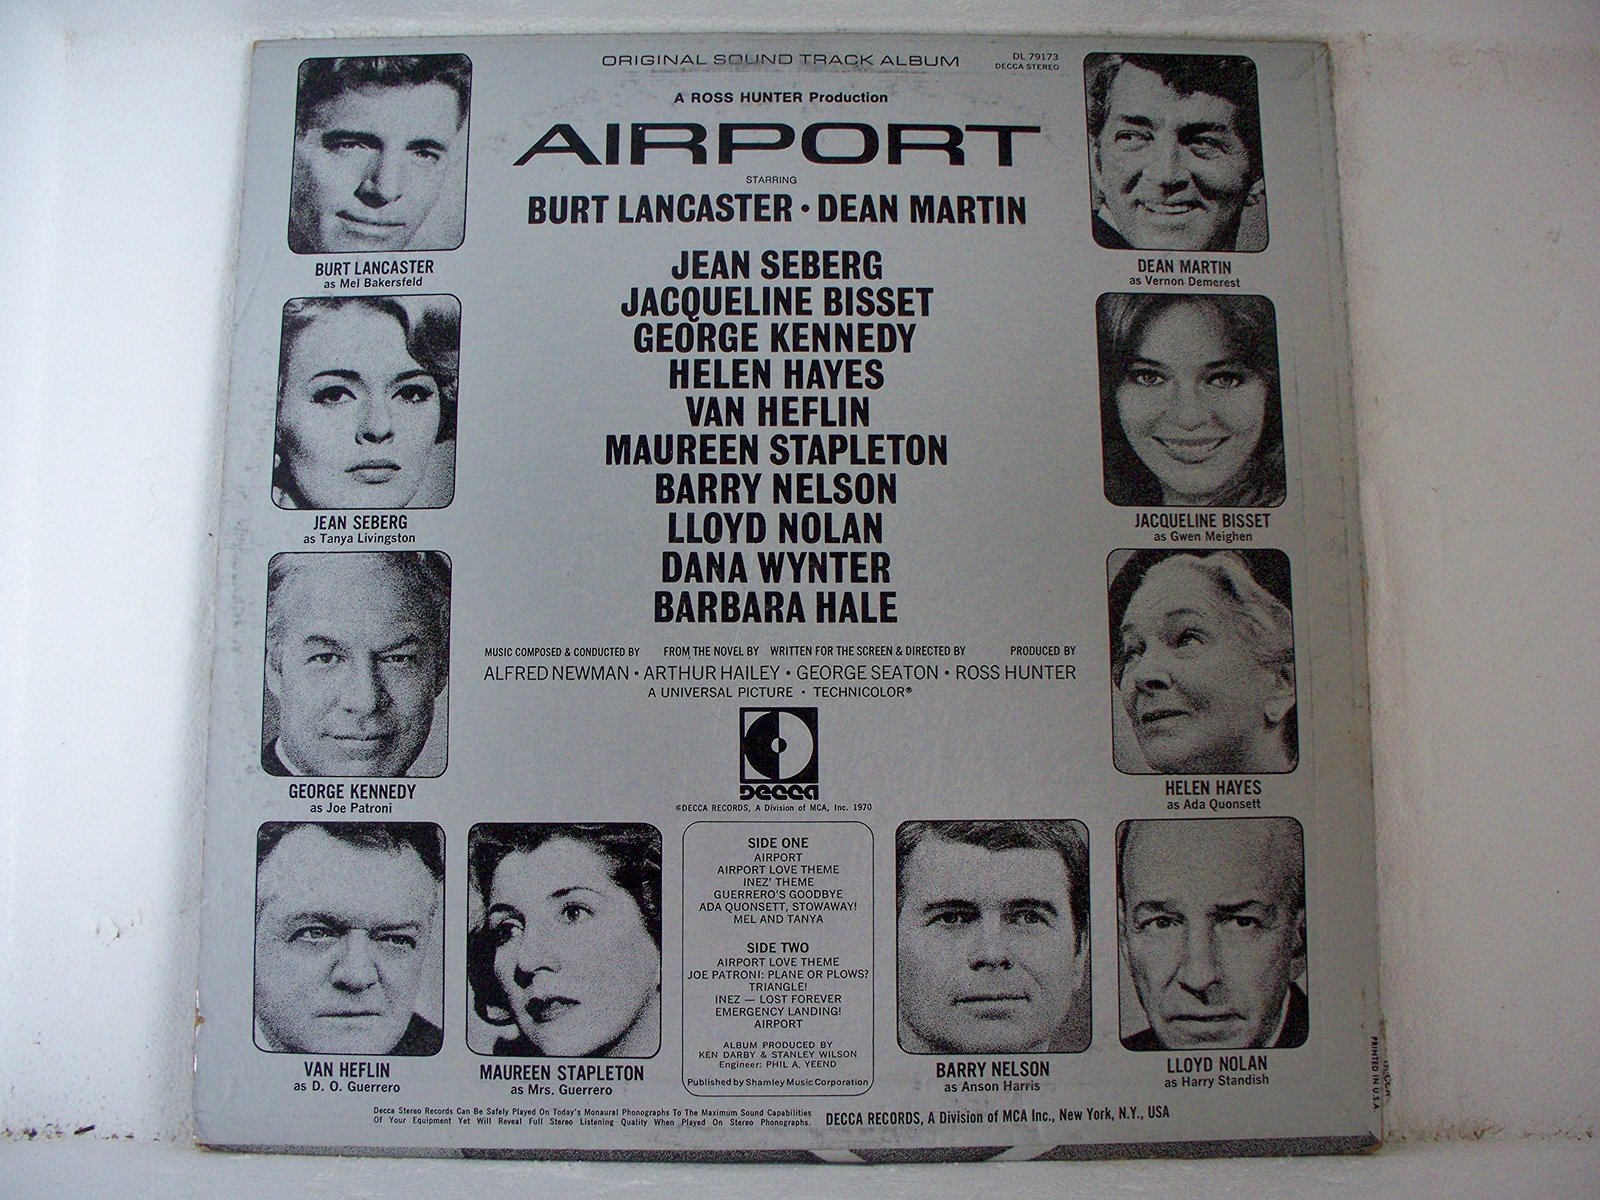 ORIGINAL SOUND TRACK ALBUM
DL 79173
DECCA STEREO
A ROSS HUNTER Production
AIRPORT
STARRING
BURT LANCASTER • DEAN MARTIN
JEAN SEBERG
JACQUELINE BISSET
GEORGE KENNEDY
HELEN HAYES
VAN HEFLIN
MAUREEN STAPLETON
BARRY NELSON
LLOYD NOLAN
DANA WYNTER
BARBARA HALE
MUSIC COMPOSED & CONDUCTED BY FROM THE NOVEL BY WRITTEN FOR THE SCREEN & DIRECTED BY PRODUCED BY
ALFRED NEWMAN • ARTHUR HAILEY • GEORGE SEATON • ROSS HUNTER
A UNIVERSAL PICTURE • TECHNICOLOR®
DECCA
©DECCA RECORDS, A Division of MCA, Inc. 1970
BURT LANCASTER
as Mel Bakersfeld
DEAN MARTIN
as Vernon Demerest
JEAN SEBERG
as Tanya Livingston
JACQUELINE BISSET
as Gwen Meighen
GEORGE KENNEDY
as Joe Patroni
HELEN HAYES
as Ada Quonsett
VAN HEFLIN
as D. O. Guerrero
MAUREEN STAPLETON
as Mrs. Guerrero
SIDE ONE
AIRPORT
AIRPORT LOVE THEME
INEZ' THEME
GUERRERO'S GOODBYE
ADA QUONSETT, STOWAWAY!
MEL AND TANYA
SIDE TWO
AIRPORT LOVE THEME
JOE PATRONI: PLANE OR PLOWS?
TRIANGLE!
INEZ — LOST FOREVER
EMERGENCY LANDING!
AIRPORT
ALBUM PRODUCED BY
KEN DARBY & STANLEY WILSON
Engineer: PHIL A. YEEND
Published by Shamley Music Corporation
BARRY NELSON
as Anson Harris
LLOYD NOLAN
as Harry Standish
Decca Stereo Records Can Be Safely Played On Today's Monaural Phonographs To The Maximum Sound Capabilities
Of Your Equipment Yet Will Reveal Full Stereo Listening Quality When Played On Stereo Phonographs.
DECCA RECORDS, A Division of MCA Inc., New York, N.Y., USA
PRINTED IN U.S.A.